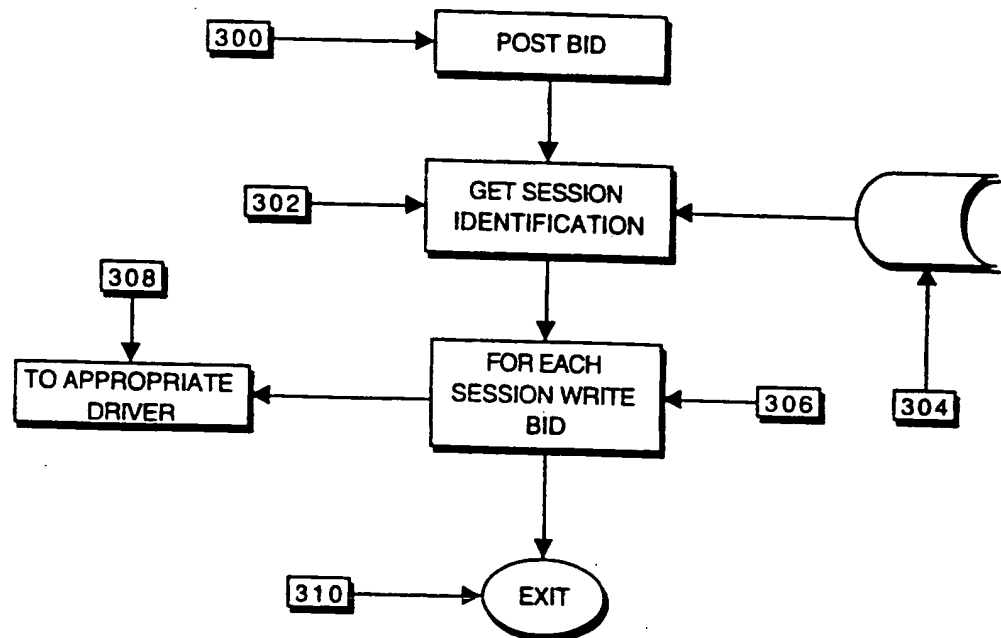 300
POST BID
302
GET SESSION
IDENTIFICATION
308
TO APPROPRIATE
DRIVER
FOR EACH
SESSION WRITE
BID
306
304
310
EXIT